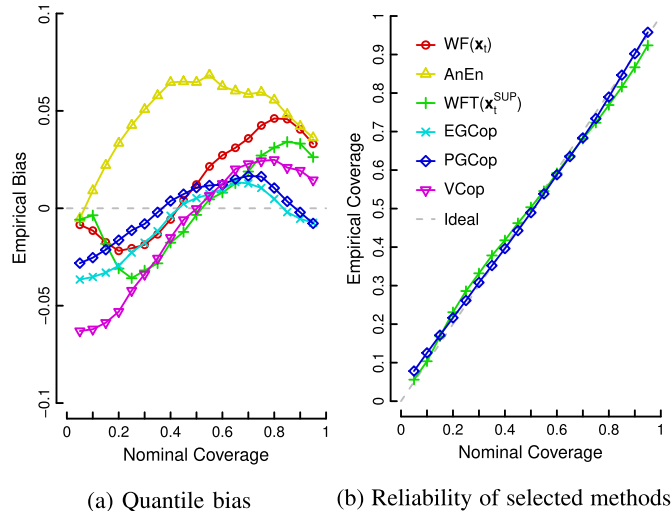 0.1
0.05
0
−0.05
−0.1
Empirical Bias
0
0.2
0.4
0.6
0.8
1
Nominal Coverage
(a) Quantile bias
1
0.9
0.8
0.7
0.6
0.5
0.4
0.3
0.2
0.1
0
Empirical Coverage
WF(xₜ)
AnEn
WFT(xₜ^SUP)
EGCop
PGCop
VCop
Ideal
0
0.2
0.4
0.6
0.8
1
Nominal Coverage
(b) Reliability of selected methods